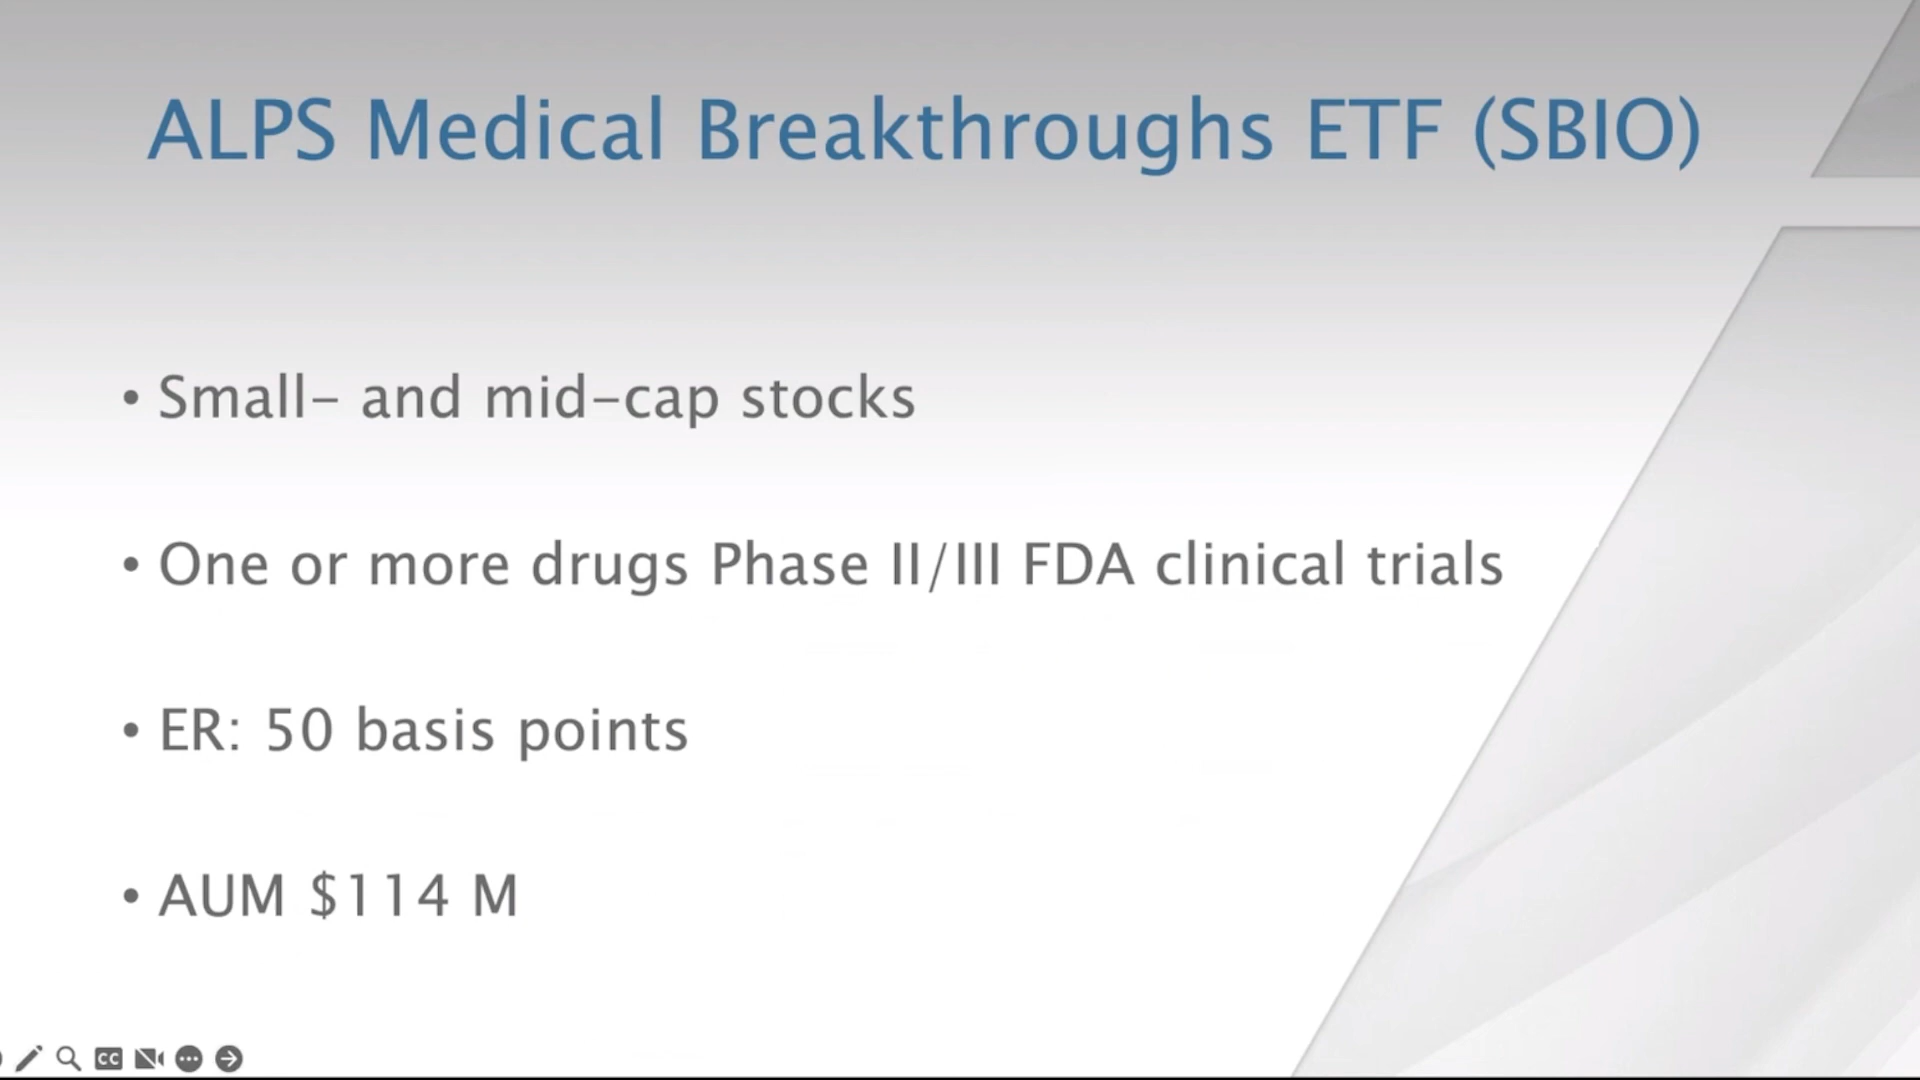 ALPS Medical Breakthroughs ETF (SBIO)
• Small- and mid-cap stocks
• One or more drugs Phase II/III FDA clinical trials
• ER: 50 basis points
• AUM $114 M
CC